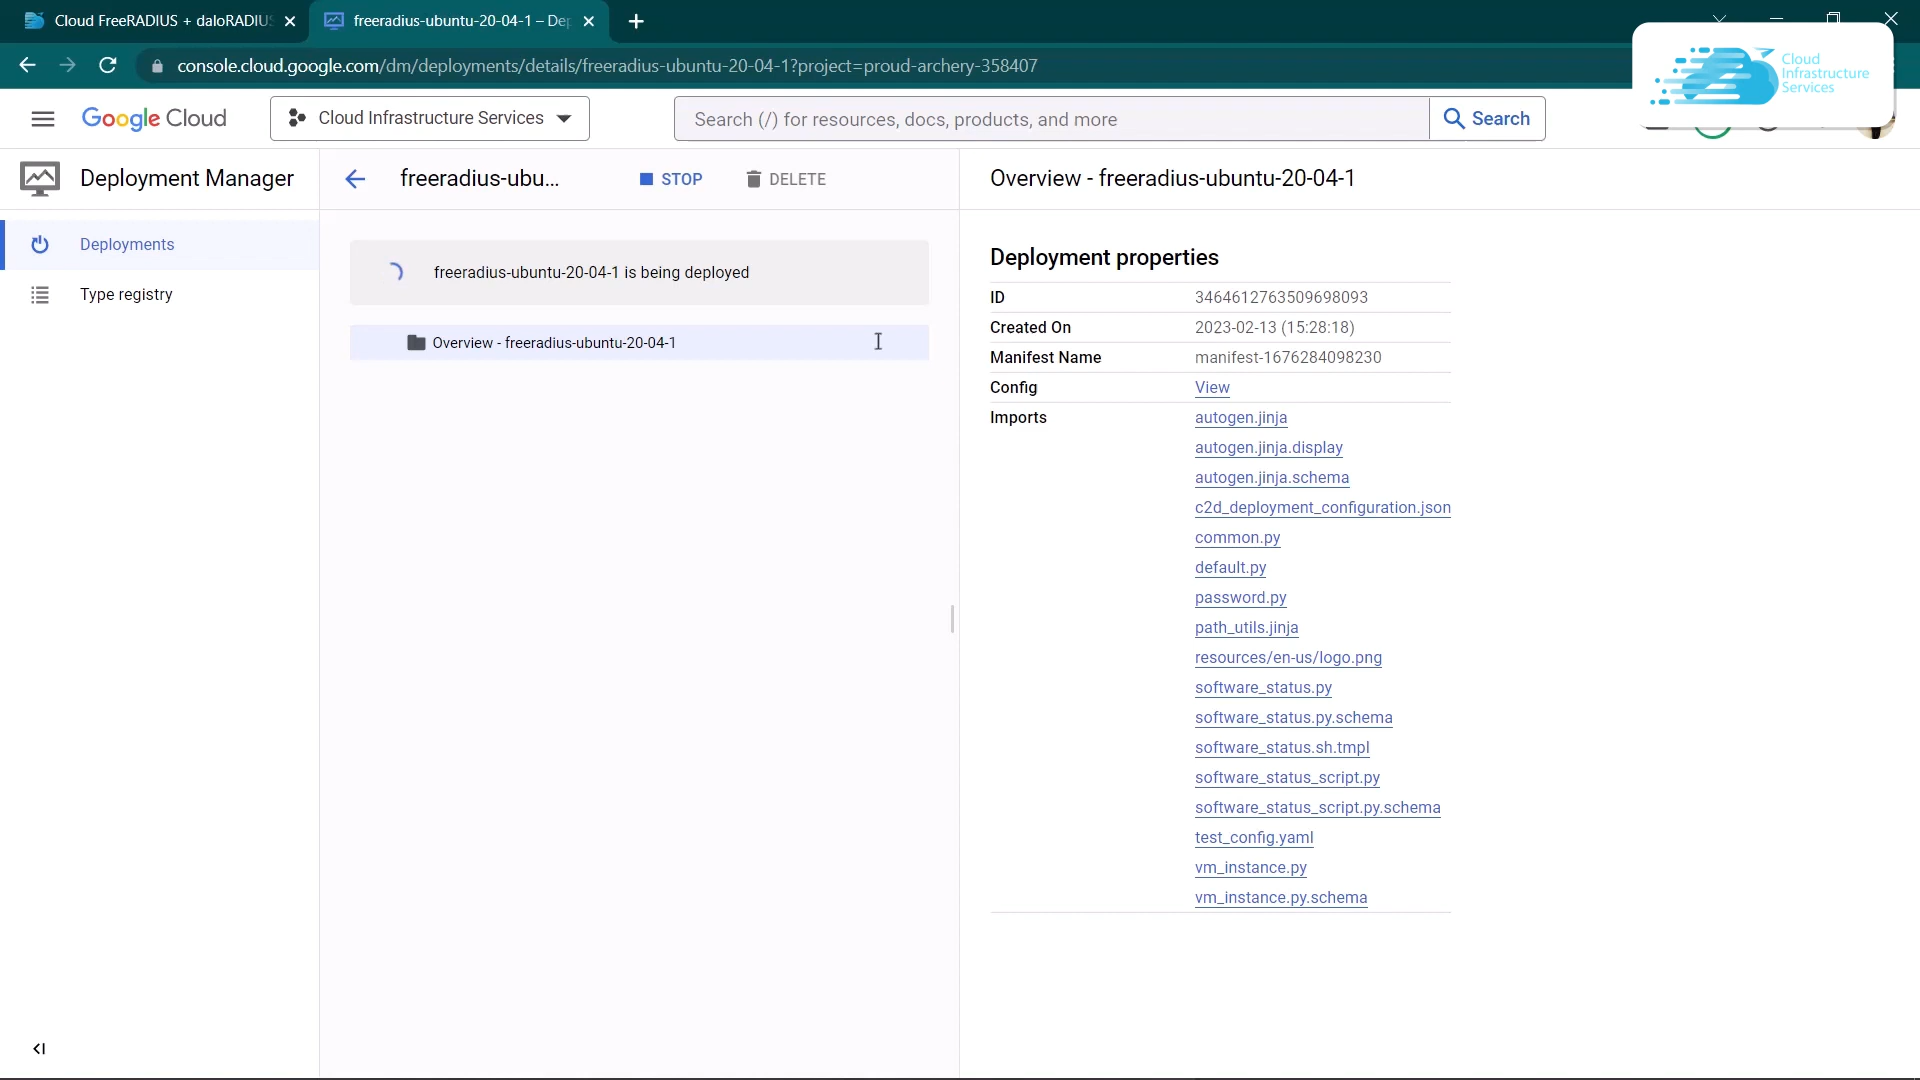 Cloud FreeRADIUS + daloRADIUS
freeradius-ubuntu-20-04-1 – Dep
console.cloud.google.com/dm/deployments/details/freeradius-ubuntu-20-04-1?project=proud-archery-358407
Cloud
Infrastructure
Services
Google Cloud
Cloud Infrastructure Services
Search (/) for resources, docs, products, and more
Search
Deployment Manager
freeradius-ubu...
STOP
DELETE
Overview - freeradius-ubuntu-20-04-1
Deployments
Type registry
freeradius-ubuntu-20-04-1 is being deployed
Overview - freeradius-ubuntu-20-04-1
Deployment properties
ID 3464612763509698093
Created On 2023-02-13 (15:28:18)
Manifest Name manifest-1676284098230
Config View
Imports autogen.jinja
autogen.jinja.display
autogen.jinja.schema
c2d_deployment_configuration.json
common.py
default.py
password.py
path_utils.jinja
resources/en-us/logo.png
software_status.py
software_status.py.schema
software_status.sh.tmpl
software_status_script.py
software_status_script.py.schema
test_config.yaml
vm_instance.py
vm_instance.py.schema